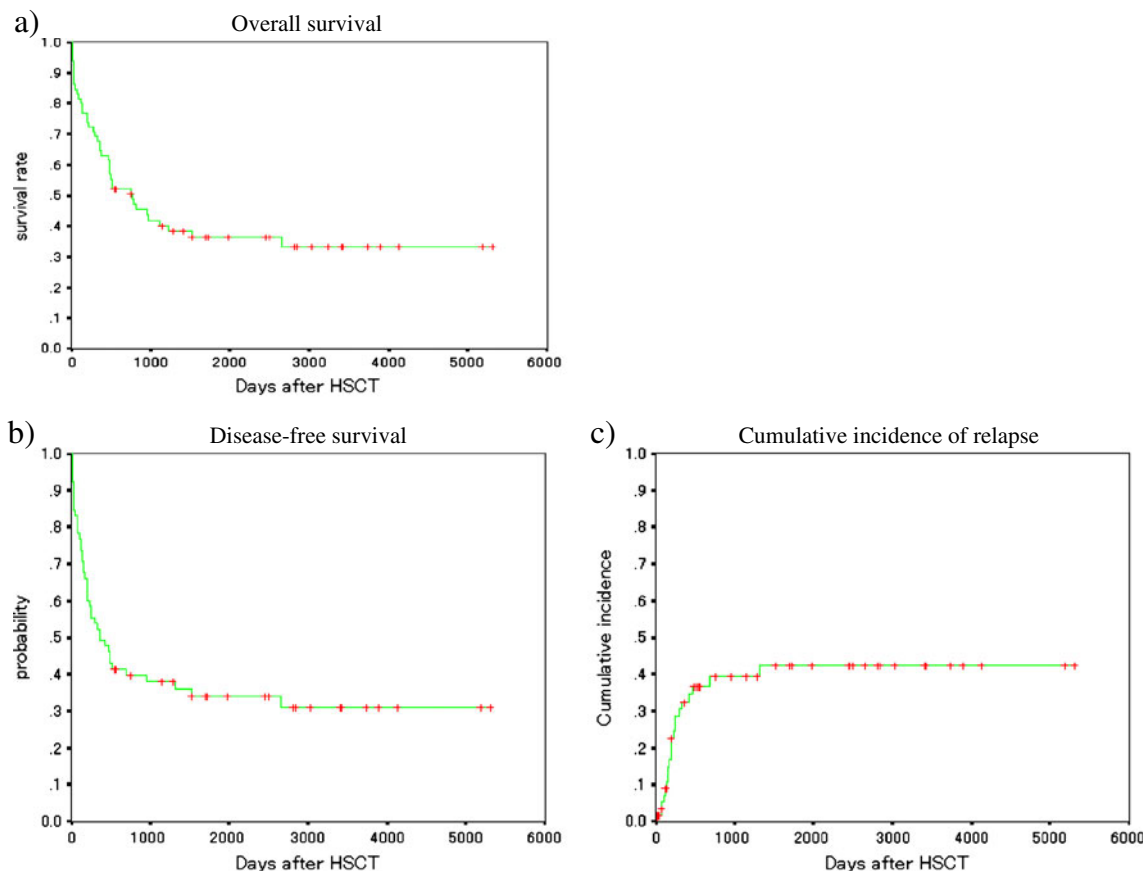 a)
Overall survival
1.0
.9
.8
.7
.6
.5
.4
.3
.2
.1
0.0
survival rate
0 1000 2000 3000 4000 5000 6000
Days after HSCT
b)
Disease-free survival
1.0
.9
.8
.7
.6
.5
.4
.3
.2
.1
0.0
probability
0 1000 2000 3000 4000 5000 6000
Days after HSCT
c)
Cumulative incidence of relapse
1.0
.9
.8
.7
.6
.5
.4
.3
.2
.1
0.0
Cumulative incidence
0 1000 2000 3000 4000 5000 6000
Days after HSCT